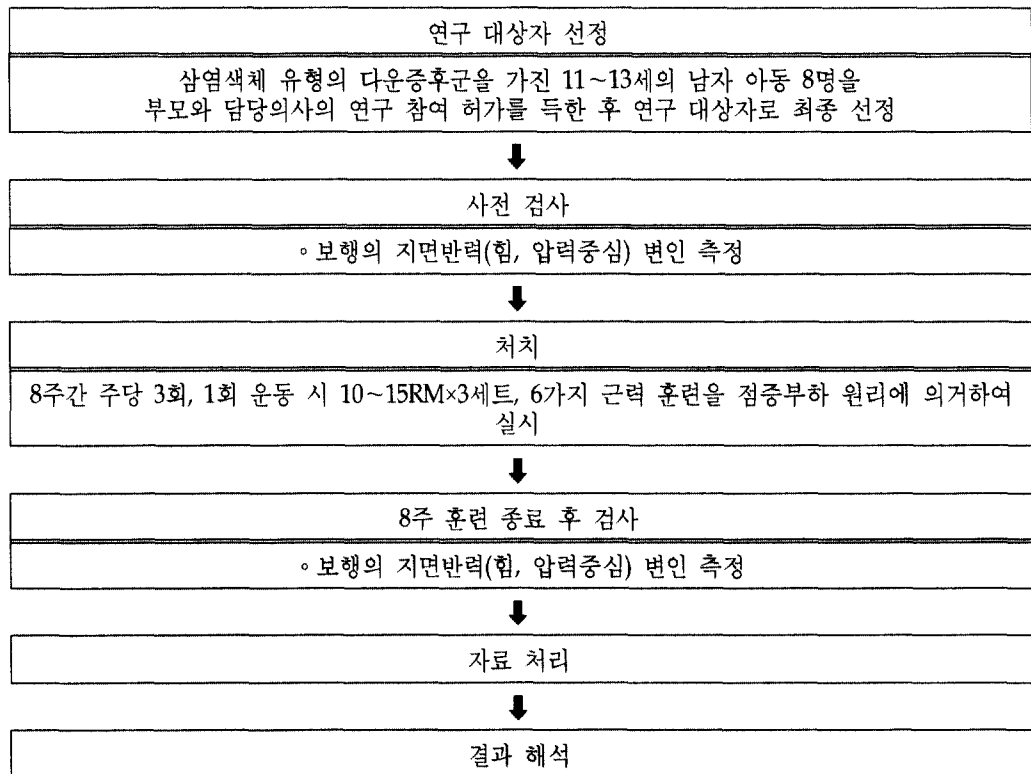 연구 대상자 선정
삼염색체 유형의 다운증후군을 가진 11~13세의 남자 아동 8명을
부모와 담당의사의 연구 참여 허가를 득한 후 연구 대상자로 최종 선정
사전 검사
◦ 보행의 지면반력(힘, 압력중심) 변인 측정
처치
8주간 주당 3회, 1회 운동 시 10~15RM×3세트, 6가지 근력 훈련을 점증부하 원리에 의거하여
실시
8주 훈련 종료 후 검사
◦ 보행의 지면반력(힘, 압력중심) 변인 측정
자료 처리
결과 해석